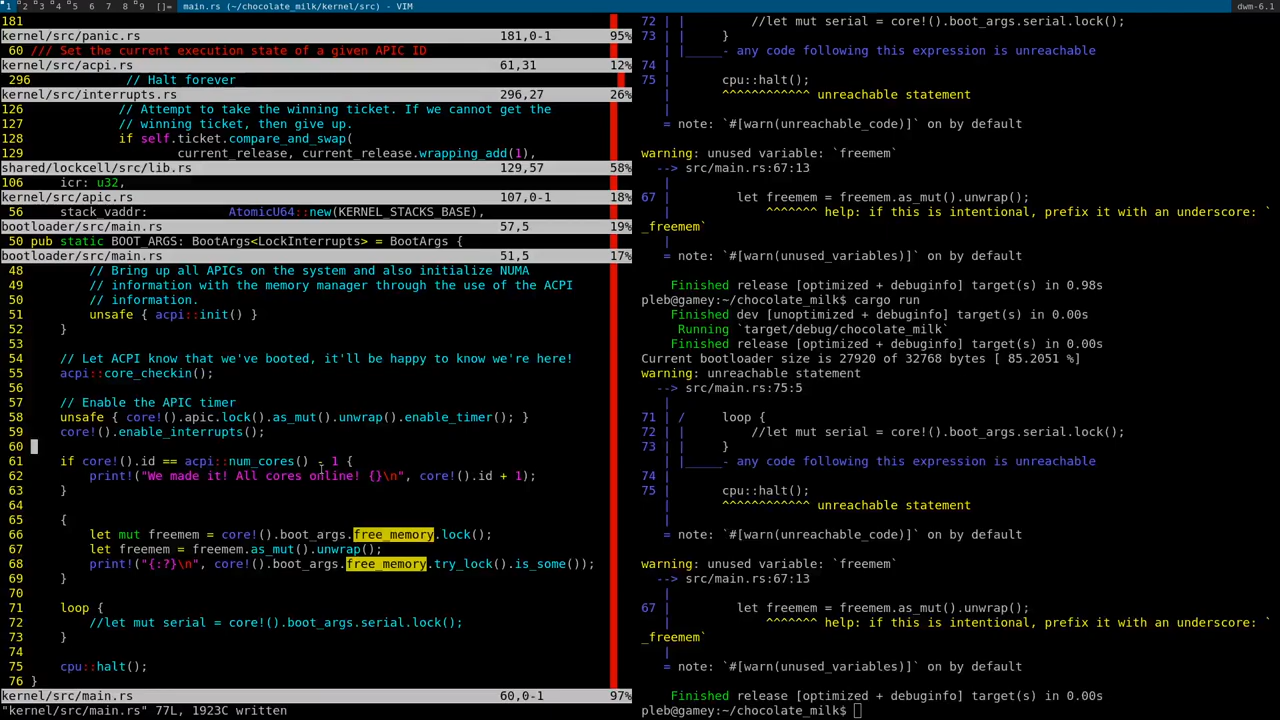 1 2 3 4 5 6 7 8 9 []= main.rs (~/chocolate_milk/kernel/src) - VIM dwm-6.1
181
kernel/src/panic.rs 181,0-1 95%
60 /// Set the current execution state of a given APIC ID
kernel/src/acpi.rs 61,31 12%
296 // Halt forever
kernel/src/interrupts.rs 296,27 26%
126 // Attempt to take the winning ticket. If we cannot get the
127 // winning ticket, then give up.
128 if self.ticket.compare_and_swap(
129 current_release, current_release.wrapping_add(1),
shared/lockcell/src/lib.rs 129,57 58%
106 icr: u32,
kernel/src/apic.rs 107,0-1 18%
56 stack_vaddr: AtomicU64::new(KERNEL_STACKS_BASE),
bootloader/src/main.rs 57,5 19%
50 pub static BOOT_ARGS: BootArgs<LockInterrupts> = BootArgs {
bootloader/src/main.rs 51,5 17%
48 // Bring up all APICs on the system and also initialize NUMA
49 // information with the memory manager through the use of the ACPI
50 // information.
51 unsafe { acpi::init() }
52 }
53
54 // Let ACPI know that we've booted, it'll be happy to know we're here!
55 acpi::core_checkin();
56
57 // Enable the APIC timer
58 unsafe { core!().apic.lock().as_mut().unwrap().enable_timer(); }
59 core!().enable_interrupts();
60
61 if core!().id == acpi::num_cores() - 1 {
62 print!("We made it! All cores online! {}\n", core!().id + 1);
63 }
64
65 {
66 let mut freemem = core!().boot_args.free_memory.lock();
67 let freemem = freemem.as_mut().unwrap();
68 print!("{:?}\n", core!().boot_args.free_memory.try_lock().is_some());
69 }
70
71 loop {
72 //let mut serial = core!().boot_args.serial.lock();
73 }
74
75 cpu::halt();
76 }
kernel/src/main.rs 60,0-1 97%
"kernel/src/main.rs" 77L, 1923C written
72 | | //let mut serial = core!().boot_args.serial.lock();
73 | | }
| |_____- any code following this expression is unreachable
74 |
75 | cpu::halt();
| ^^^^^^^^^^^^ unreachable statement
|
= note: `#[warn(unreachable_code)]` on by default
warning: unused variable: `freemem`
--> src/main.rs:67:13
|
67 | let freemem = freemem.as_mut().unwrap();
| ^^^^^^^ help: if this is intentional, prefix it with an underscore: `
_freemem`
|
= note: `#[warn(unused_variables)]` on by default
Finished release [optimized + debuginfo] target(s) in 0.98s
pleb@gamey:~/chocolate_milk$ cargo run
Finished dev [unoptimized + debuginfo] target(s) in 0.00s
Running `target/debug/chocolate_milk`
Finished release [optimized + debuginfo] target(s) in 0.00s
Current bootloader size is 27920 of 32768 bytes [ 85.2051 %]
warning: unreachable statement
--> src/main.rs:75:5
|
71 | / loop {
72 | | //let mut serial = core!().boot_args.serial.lock();
73 | | }
| |_____- any code following this expression is unreachable
74 |
75 | cpu::halt();
| ^^^^^^^^^^^^ unreachable statement
|
= note: `#[warn(unreachable_code)]` on by default
warning: unused variable: `freemem`
--> src/main.rs:67:13
|
67 | let freemem = freemem.as_mut().unwrap();
| ^^^^^^^ help: if this is intentional, prefix it with an underscore: `
_freemem`
|
= note: `#[warn(unused_variables)]` on by default
Finished release [optimized + debuginfo] target(s) in 0.00s
pleb@gamey:~/chocolate_milk$